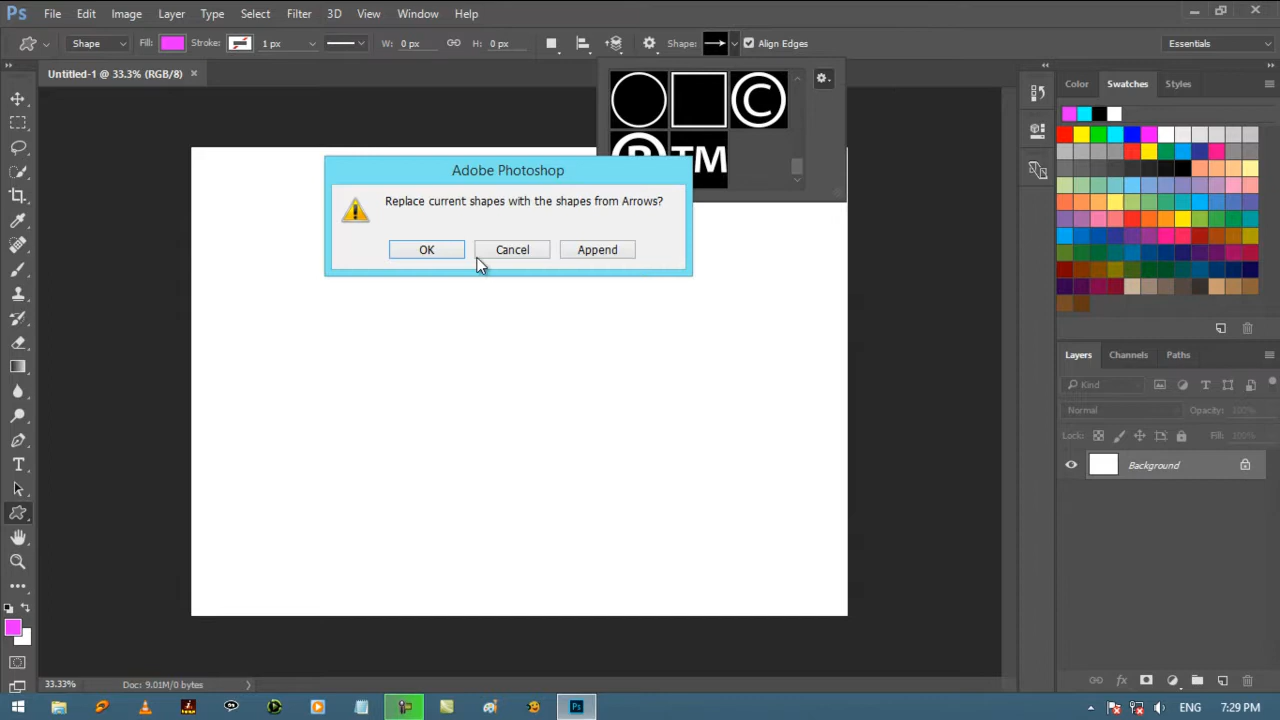 Ps File Edit Image Layer Type Select Filter 3D View Window Help
Shape Fill: Stroke: 1 px W: 0 px H: 0 px Shape: Align Edges Essentials
Untitled-1 @ 33.3% (RGB/8) ×
Color Swatches Styles
©
® TM
Adobe Photoshop
Replace current shapes with the shapes from Arrows?
OK Cancel Append
Layers Channels Paths
Kind
Normal Opacity: 100%
Lock: Fill: 100%
Background
T
33.33% Doc: 9.01M/0 bytes
Ps ENG 7:29 PM